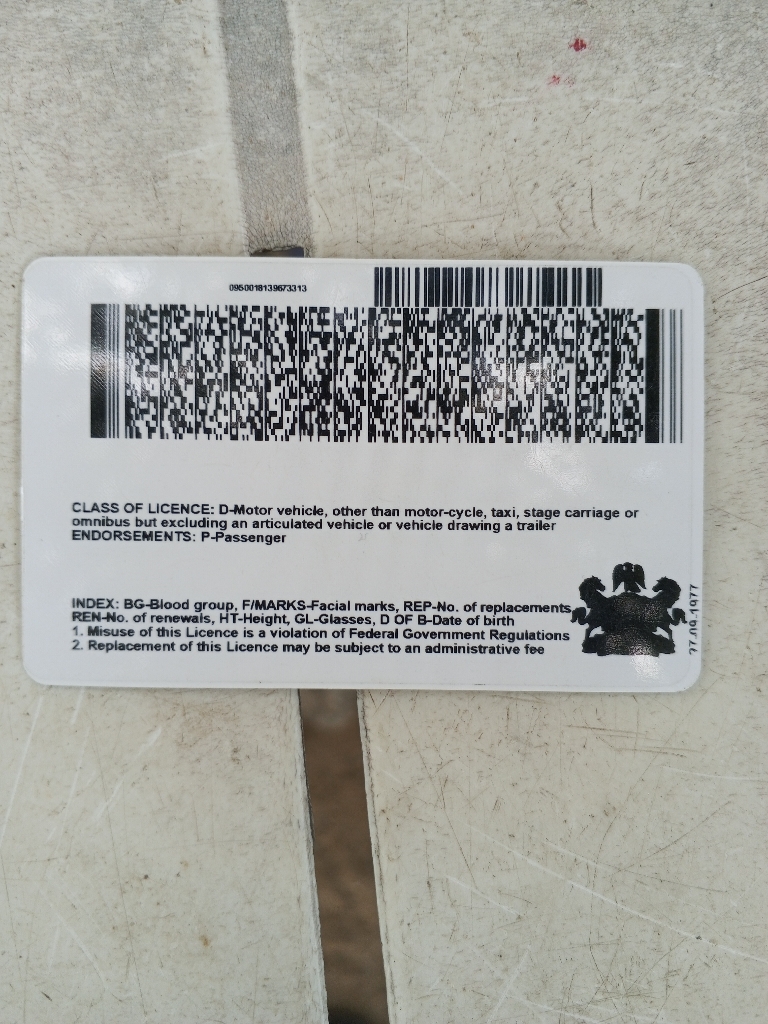 0950018139673313
CLASS OF LICENCE: D-Motor vehicle, other than motor-cycle, taxi, stage carriage or
omnibus but excluding an articulated vehicle or vehicle drawing a trailer
ENDORSEMENTS: P-Passenger
INDEX: BG-Blood group, F/MARKS-Facial marks, REP-No. of replacements,
REN-No. of renewals, HT-Height, GL-Glasses, D OF B-Date of birth
1. Misuse of this Licence is a violation of Federal Government Regulations
2. Replacement of this Licence may be subject to an administrative fee
27.09.1977